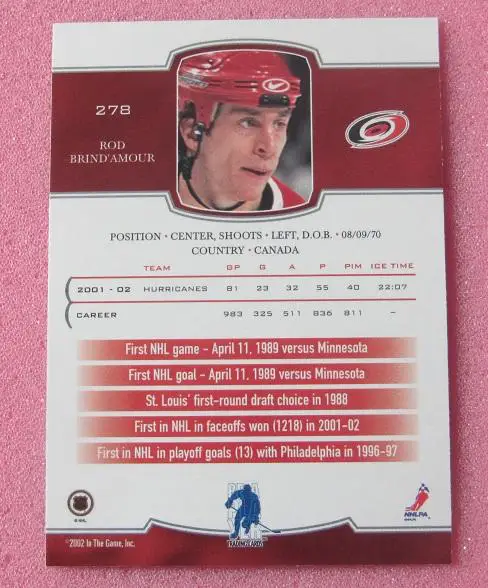 278
ROD
BRIND'AMOUR
POSITION • CENTER, SHOOTS • LEFT, D.O.B. • 08/09/70
COUNTRY • CANADA
TEAM GP G A P PIM ICE TIME
2001 - 02 HURRICANES 81 23 32 55 40 22:07
CAREER 983 325 511 836 811 –
First NHL game – April 11, 1989 versus Minnesota
First NHL goal – April 11, 1989 versus Minnesota
St. Louis' first-round draft choice in 1988
First in NHL in faceoffs won (1218) in 2001-02
First in NHL in playoff goals (13) with Philadelphia in 1996-97
NHLPA
©2002 In The Game, Inc.